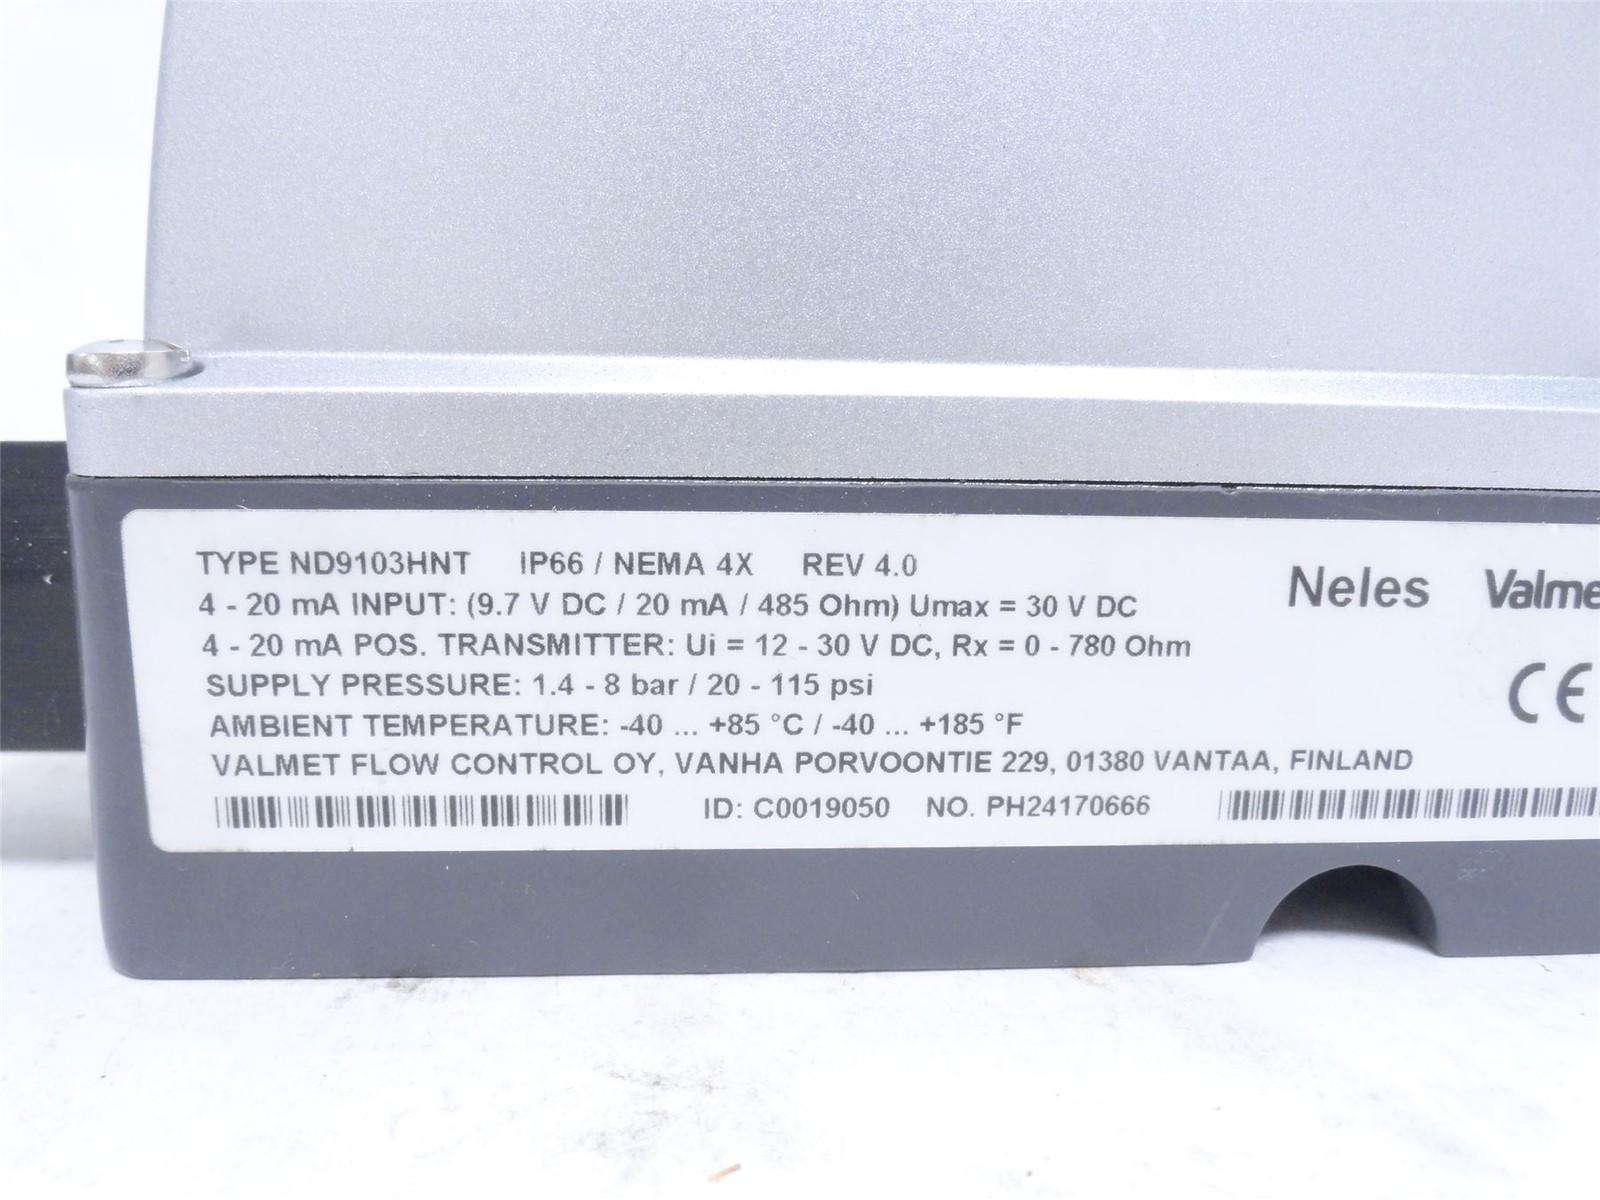 TYPE ND9103HNT IP66 / NEMA 4X REV 4.0
4 - 20 mA INPUT: (9.7 V DC / 20 mA / 485 Ohm) Umax = 30 V DC
4 - 20 mA POS. TRANSMITTER: Ui = 12 - 30 V DC, Rx = 0 - 780 Ohm
SUPPLY PRESSURE: 1.4 - 8 bar / 20 - 115 psi
AMBIENT TEMPERATURE: -40 ... +85 °C / -40 ... +185 °F
VALMET FLOW CONTROL OY, VANHA PORVOONTIE 229, 01380 VANTAA, FINLAND
ID: C0019050 NO. PH24170666
Neles Valme
CE